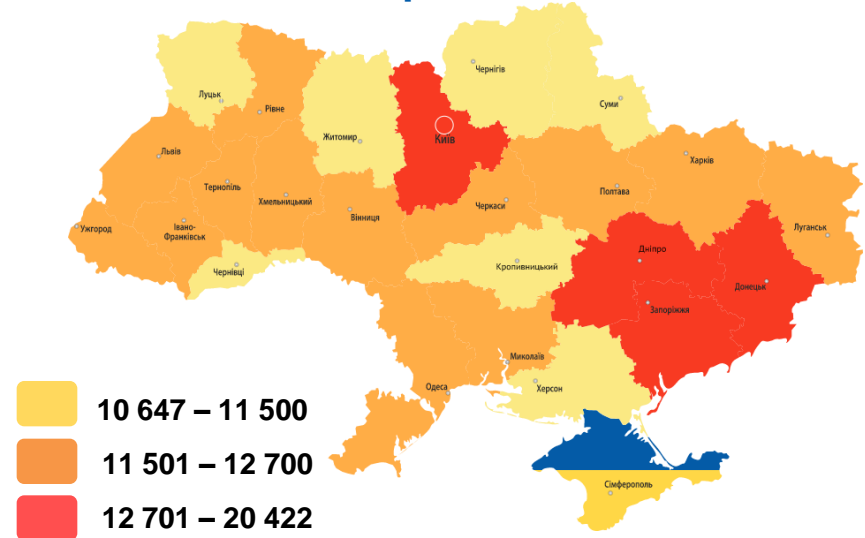 Чернігів
Луцьк
Суми
Рівне
Житомир
Київ
Львів
Харків
Тернопіль
Хмельницький
Полтава
Черкаси
Вінниця
Ужгород
Івано-
Франківськ
Луганськ
Дніпро
Чернівці
Кропивницький
Донецьк
Запоріжжя
Миколаїв
Одеса
Херсон
10 647 – 11 500
11 501 – 12 700
Сімферополь
12 701 – 20 422